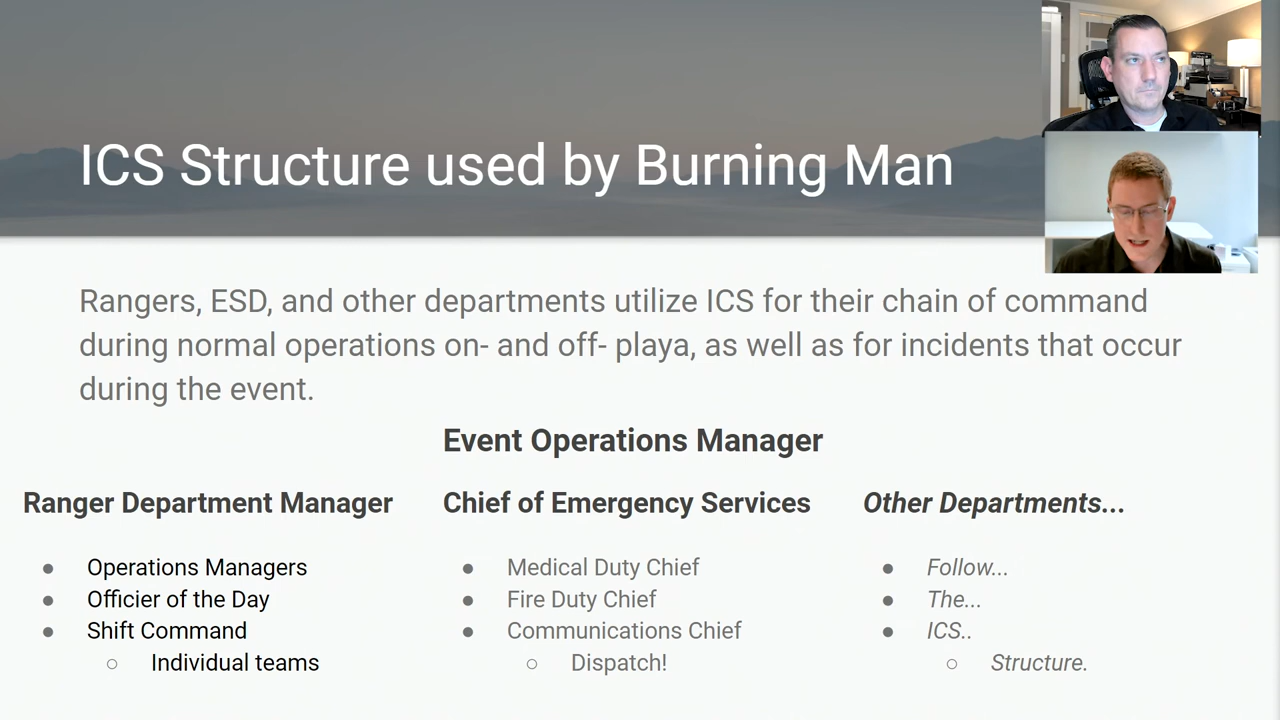 ICS Structure used by Burning Man
Rangers, ESD, and other departments utilize ICS for their chain of command
during normal operations on- and off- playa, as well as for incidents that occur
during the event.
Event Operations Manager
Ranger Department Manager
Operations Managers
Officier of the Day
Shift Command
Individual teams
Chief of Emergency Services
Medical Duty Chief
Fire Duty Chief
Communications Chief
Dispatch!
Other Departments...
Follow...
The...
ICS..
Structure.